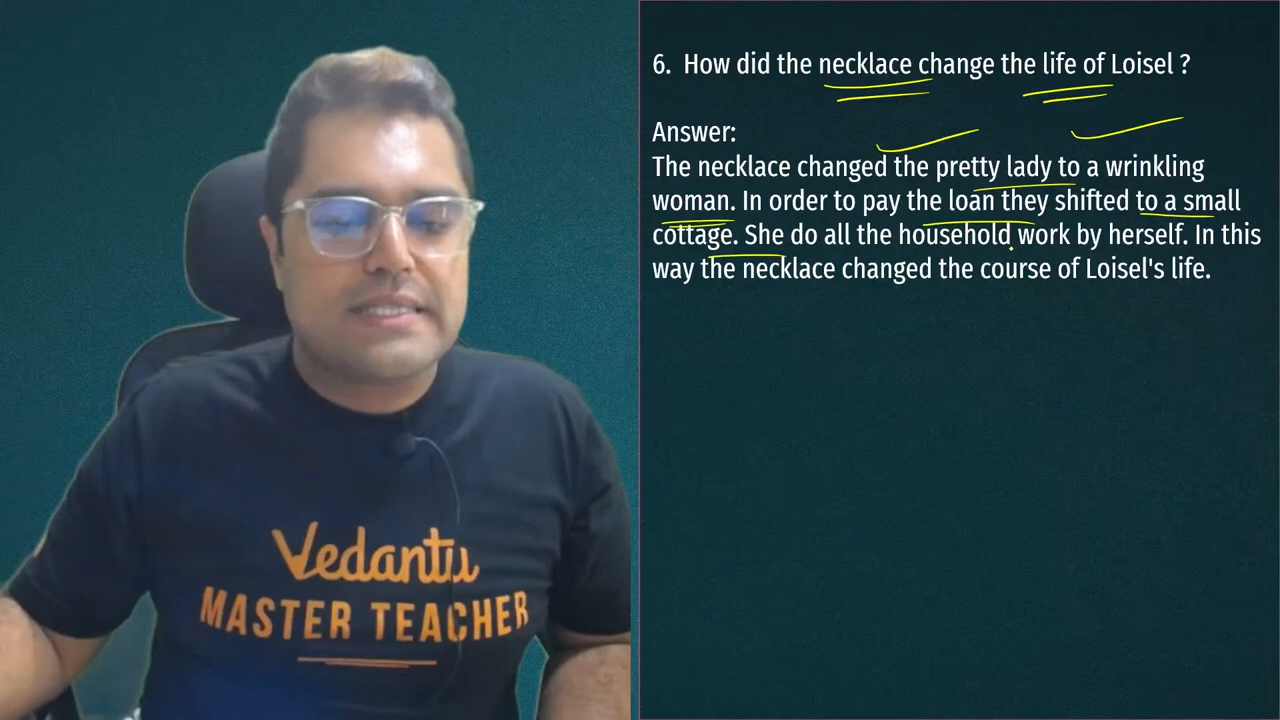 Vedantu
MASTER TEACHER
6. How did the necklace change the life of Loisel ?
Answer:
The necklace changed the pretty lady to a wrinkling
woman. In order to pay the loan they shifted to a small
cottage. She do all the household work by herself. In this
way the necklace changed the course of Loisel's life.